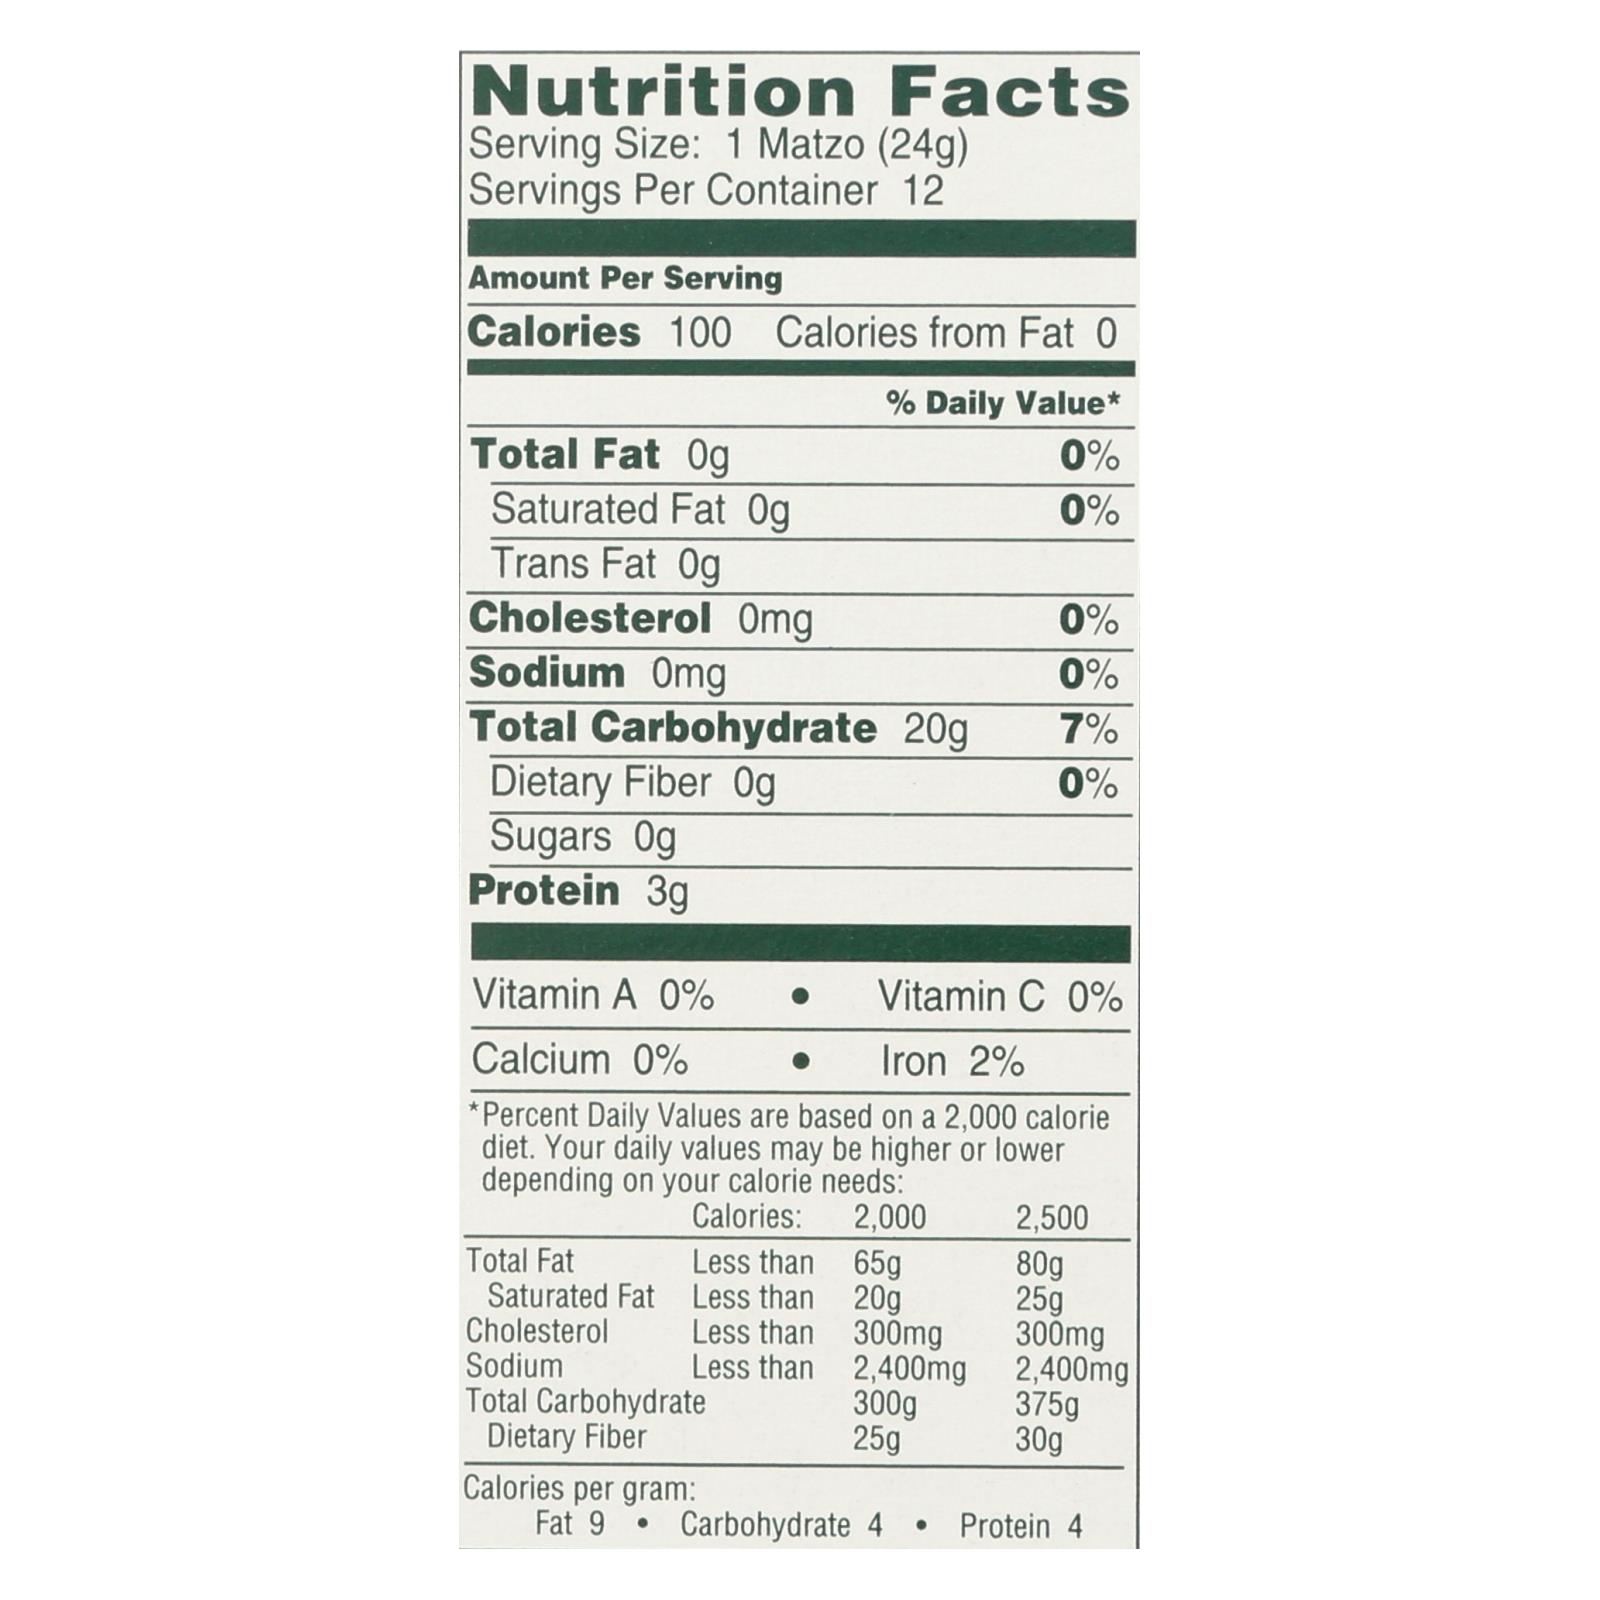 Nutrition Facts
Serving Size: 1 Matzo (24g)
Servings Per Container 12
Amount Per Serving
Calories 100 Calories from Fat 0
% Daily Value*
Total Fat 0g 0%
Saturated Fat 0g 0%
Trans Fat 0g
Cholesterol 0mg 0%
Sodium 0mg 0%
Total Carbohydrate 20g 7%
Dietary Fiber 0g 0%
Sugars 0g
Protein 3g
Vitamin A 0% • Vitamin C 0%
Calcium 0% • Iron 2%
*Percent Daily Values are based on a 2,000 calorie
diet. Your daily values may be higher or lower
depending on your calorie needs:
Calories: 2,000 2,500
Total Fat Less than 65g 80g
Saturated Fat Less than 20g 25g
Cholesterol Less than 300mg 300mg
Sodium Less than 2,400mg 2,400mg
Total Carbohydrate 300g 375g
Dietary Fiber 25g 30g
Calories per gram:
Fat 9 • Carbohydrate 4 • Protein 4